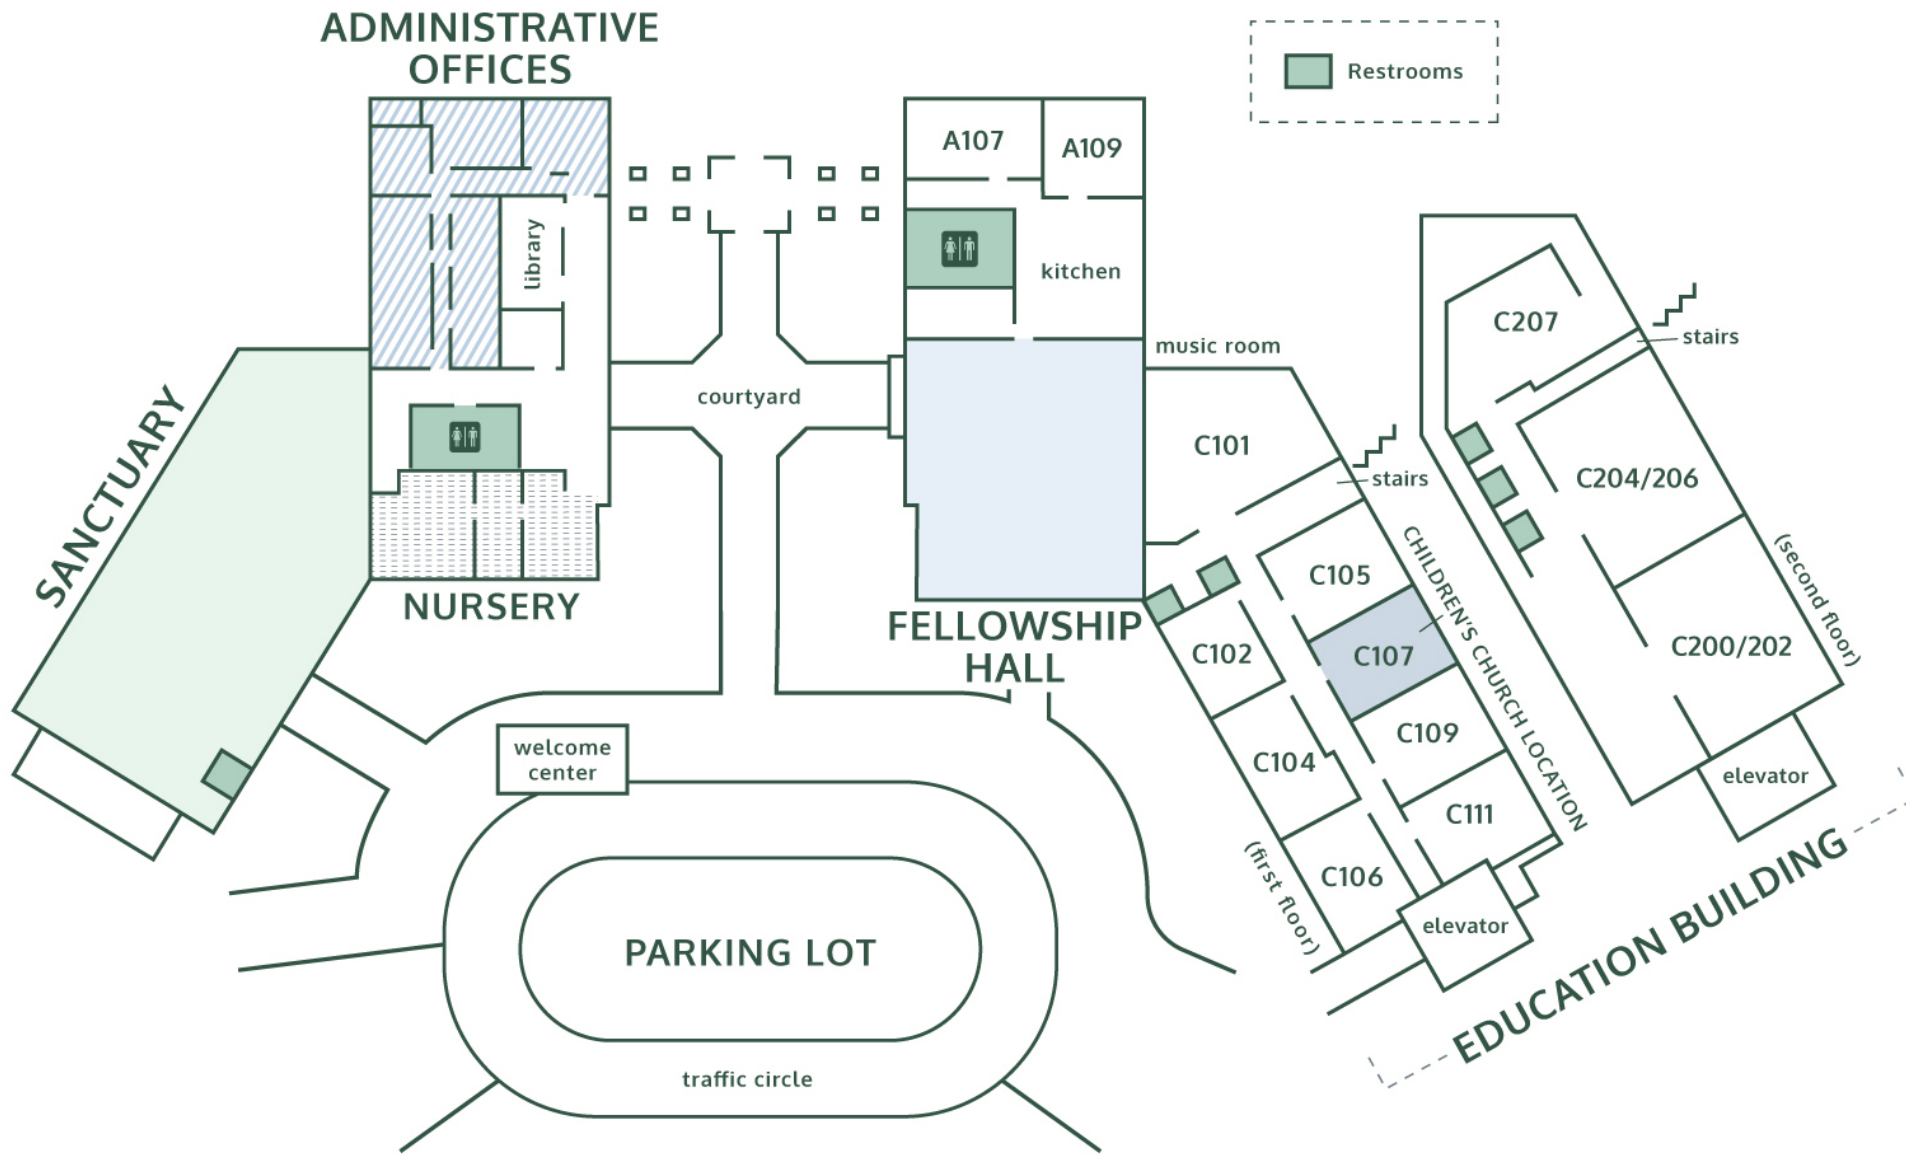 ADMINISTRATIVE
OFFICES
Restrooms
A107
A109
library
kitchen
SANCTUARY
courtyard
NURSERY
FELLOWSHIP
HALL
music room
C101
stairs
C105
C102
C107
CHILDREN'S CHURCH LOCATION
C104
C109
C111
C106
(first floor)
elevator
C207
stairs
C204/206
C200/202
(second floor)
elevator
EDUCATION BUILDING
welcome
center
PARKING LOT
traffic circle